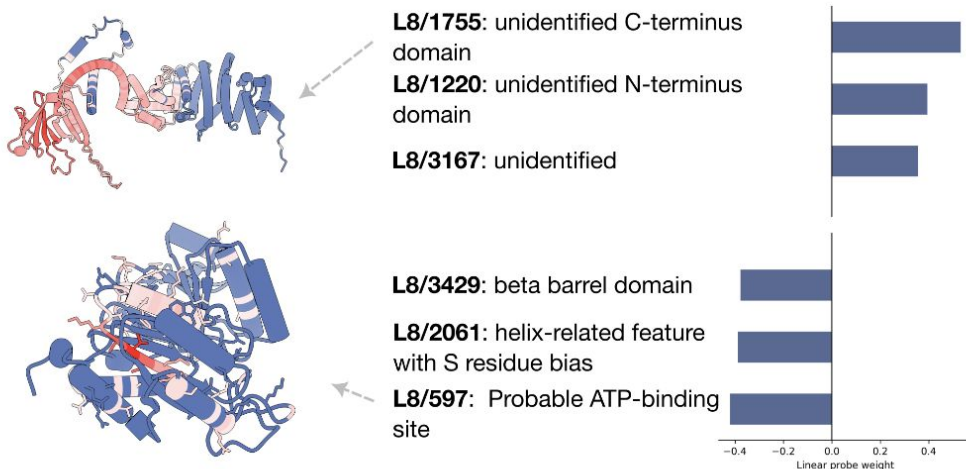 L8/1755: unidentified C-terminus
domain
L8/1220: unidentified N-terminus
domain
L8/3167: unidentified
L8/3429: beta barrel domain
L8/2061: helix-related feature
with S residue bias
L8/597: Probable ATP-binding
site
−0.4 −0.2 0.0 0.2 0.4
Linear probe weight